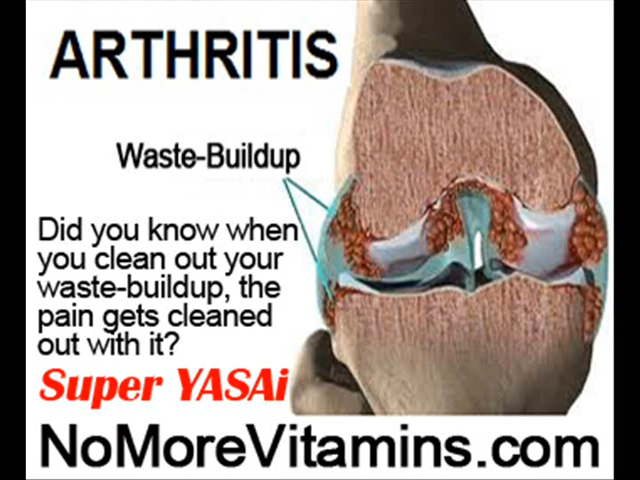 ARTHRITIS
Waste-Buildup
Did you know when
you clean out your
waste-buildup, the
pain gets cleaned
out with it?
Super YASAi
NoMoreVitamins.com